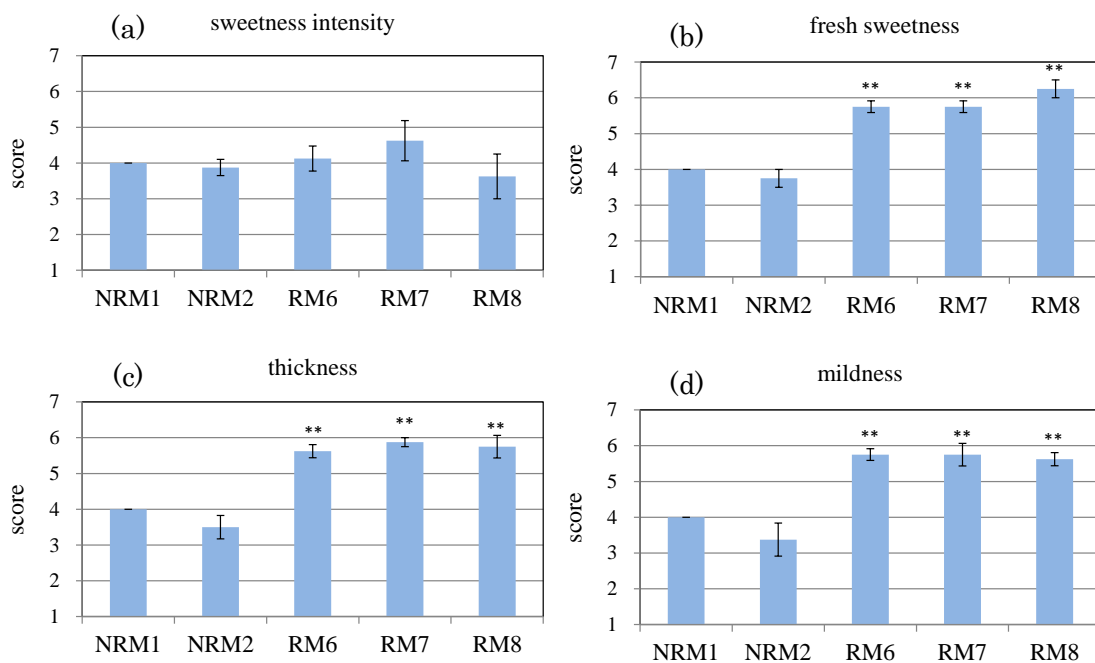 (a) sweetness intensity
7
6
5
4
3
2
1
score
NRM1 NRM2 RM6 RM7 RM8
(b) fresh sweetness
7
6
5
4
3
2
1
score
** ** **
NRM1 NRM2 RM6 RM7 RM8
(c) thickness
7
6
5
4
3
2
1
score
** ** **
NRM1 NRM2 RM6 RM7 RM8
(d) mildness
7
6
5
4
3
2
1
score
** ** **
NRM1 NRM2 RM6 RM7 RM8